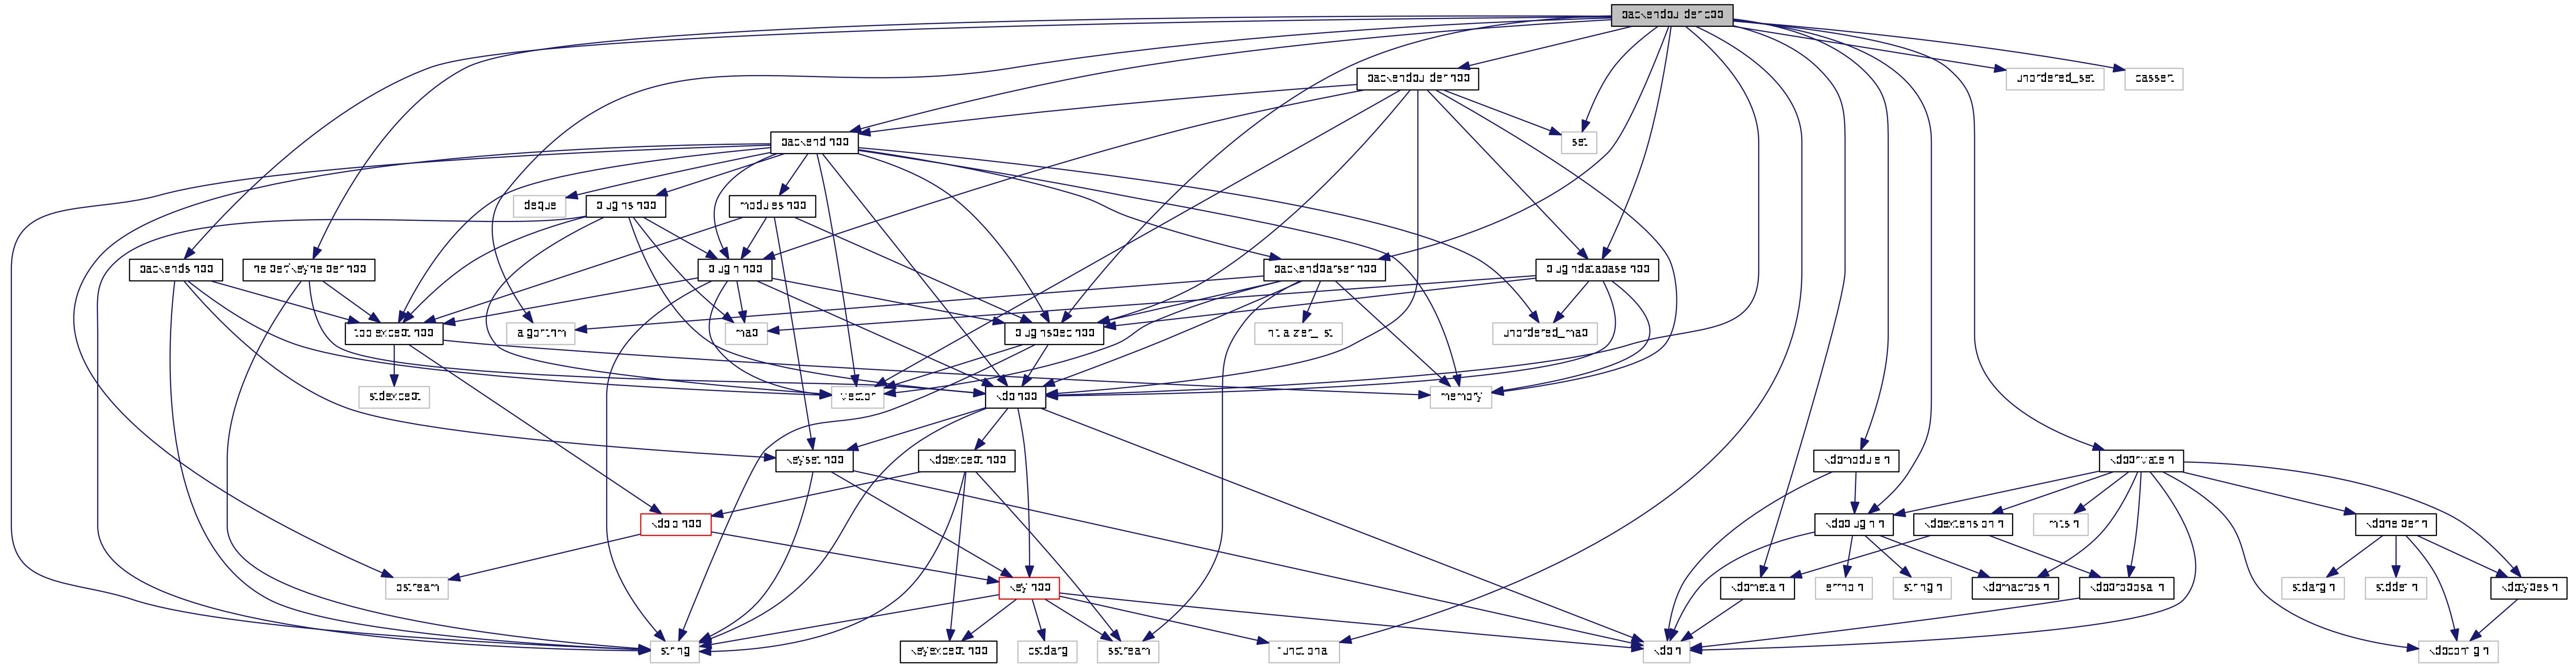 backendbuilder.cpp
backendbuilder.hpp
unordered_set
cassert
backend.hpp
set
deque
plugins.hpp
modules.hpp
backends.hpp
helper/keyhelper.hpp
plugin.hpp
backendparser.hpp
plugindatabase.hpp
toolexcept.hpp
algorithm
map
pluginspec.hpp
initializer_list
unordered_map
stdexcept
vector
kdb.hpp
memory
keyset.hpp
kdbexcept.hpp
kdbmodule.h
kdbprivate.h
kdbio.hpp
kdbplugin.h
kdbextension.h
limits.h
kdbhelper.h
ostream
key.hpp
kdbmeta.h
errno.h
string.h
kdbmacros.h
kdbproposal.h
stdarg.h
stddef.h
kdbtypes.h
string
keyexcept.hpp
cstdarg
sstream
functional
kdb.h
kdbconfig.h